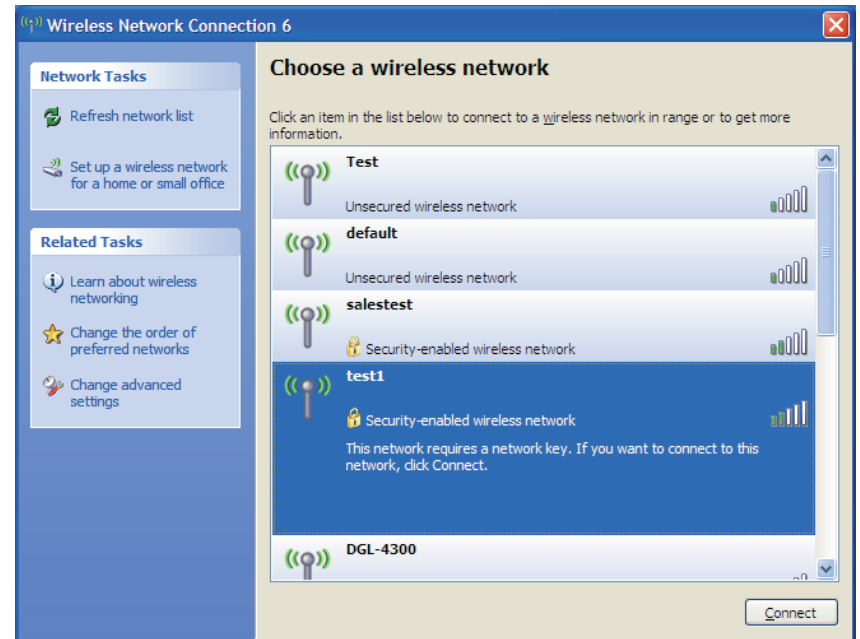 Wireless Network Connection 6
Network Tasks
Refresh network list
Set up a wireless network
for a home or small office
Related Tasks
Learn about wireless
networking
Change the order of
preferred networks
Change advanced
settings
Choose a wireless network
Click an item in the list below to connect to a wireless network in range or to get more
information.
Test
Unsecured wireless network
default
Unsecured wireless network
salestest
Security-enabled wireless network
test1
Security-enabled wireless network
This network requires a network key. If you want to connect to this
network, click Connect.
DGL-4300
Connect